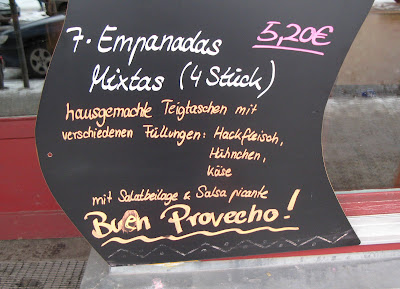 7. Empanadas 5,20€
Mixtas (4 Stück)
hausgemachte Teigtaschen mit
verschiedenen Füllungen: Hackfleisch,
Hühnchen,
Käse
mit Salatbeilage & Salsa picante
Buen Provecho!